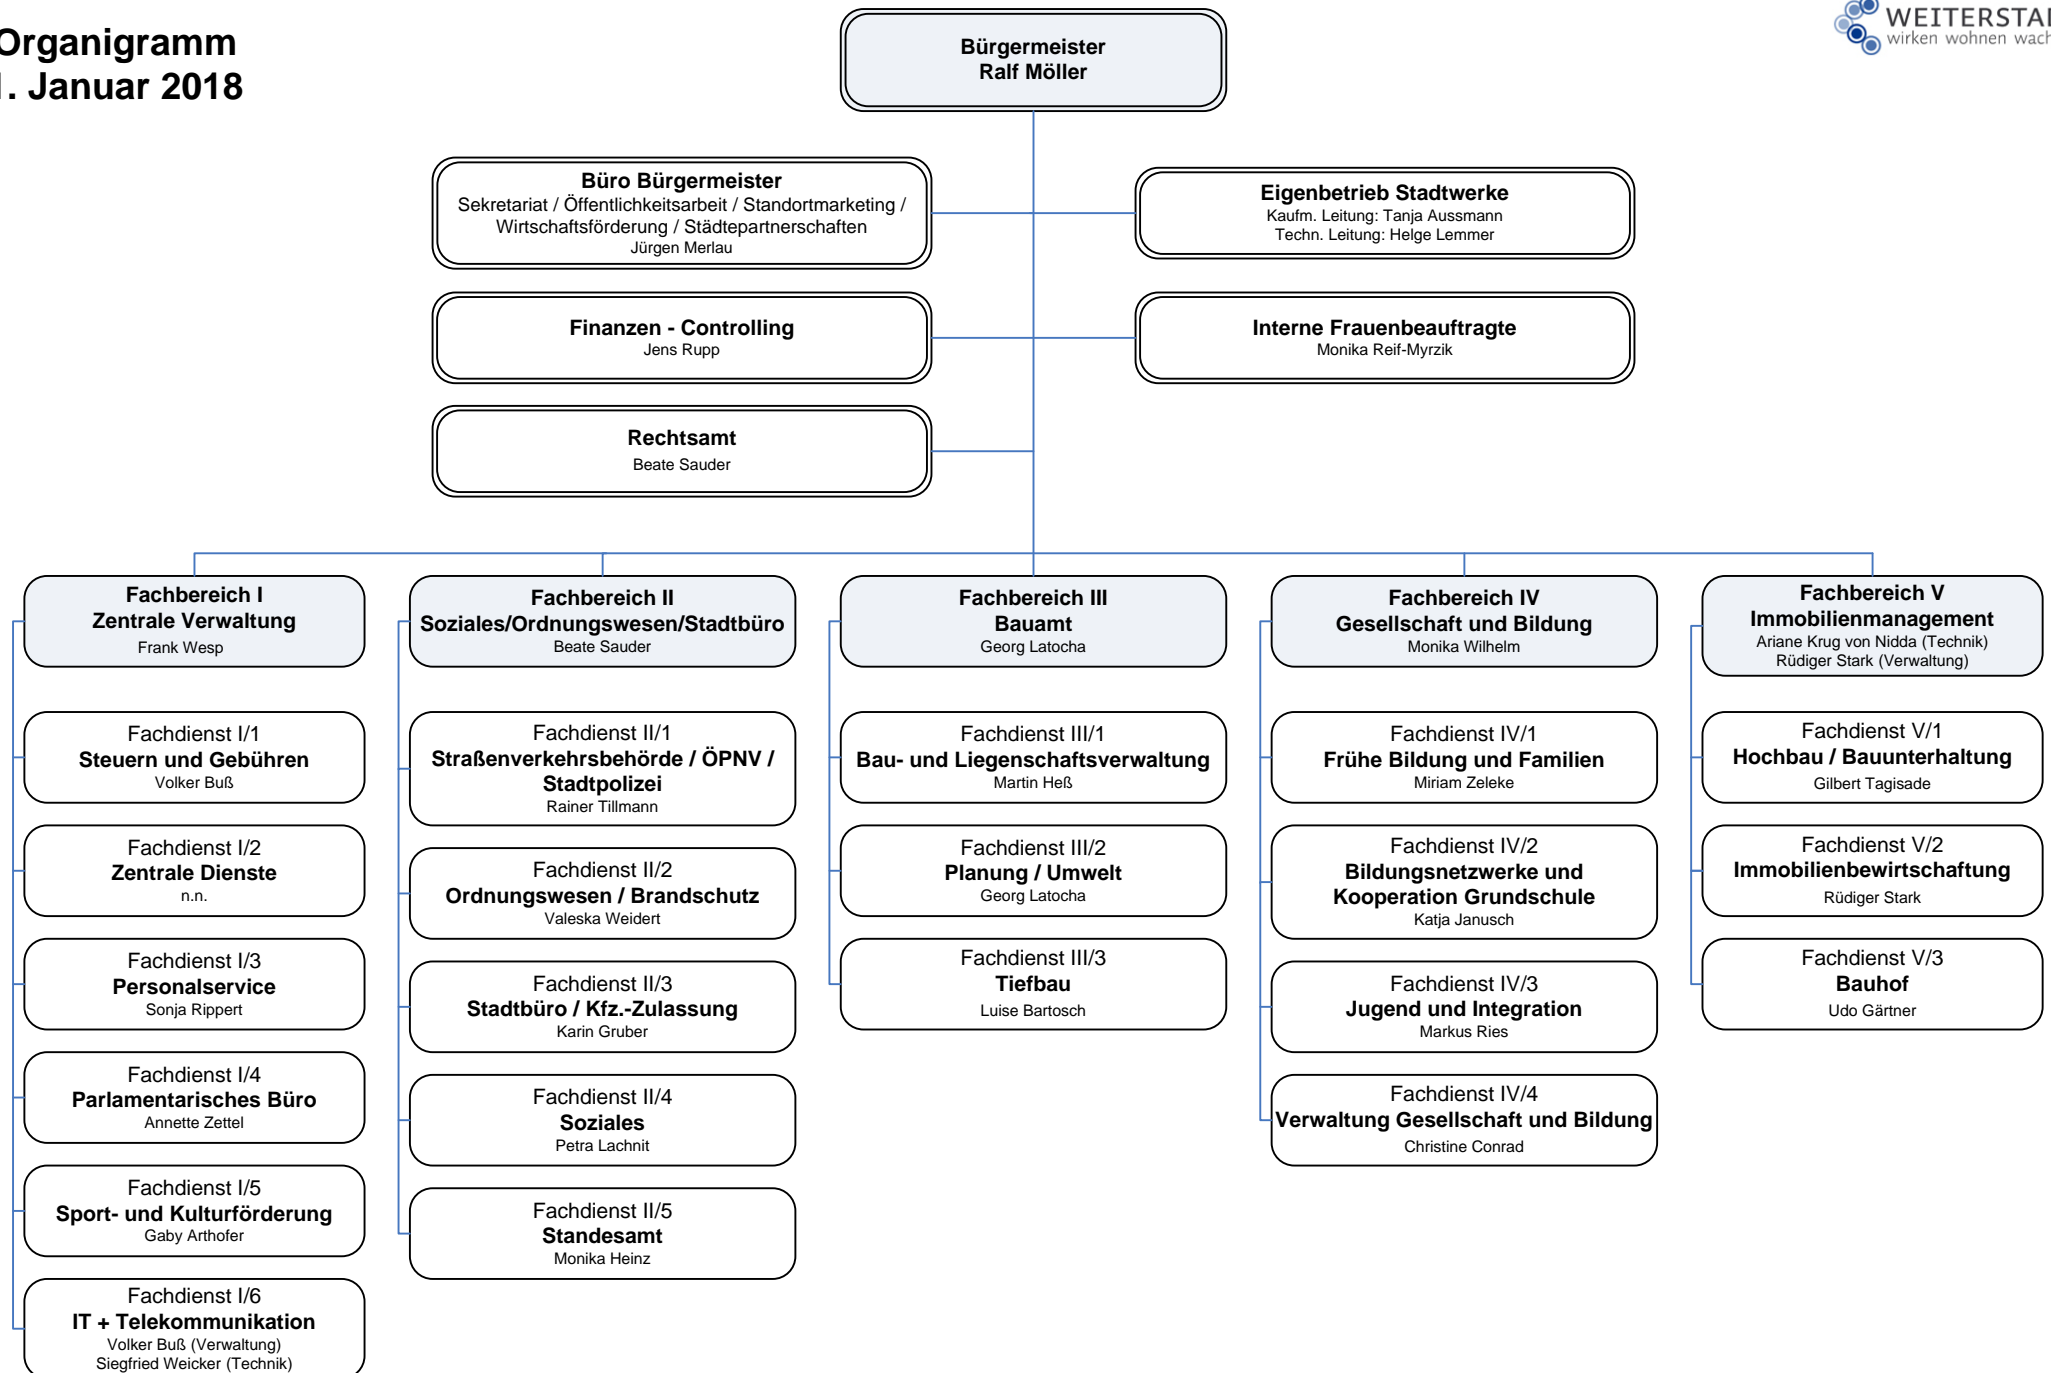 Organigramm
1. Januar 2018
WEITERSTA
wirken wohnen wach
Bürgermeister
Ralf Möller
Büro Bürgermeister
Sekretariat / Öffentlichkeitsarbeit / Standortmarketing /
Wirtschaftsförderung / Städtepartnerschaften
Jürgen Merlau
Eigenbetrieb Stadtwerke
Kaufm. Leitung: Tanja Aussmann
Techn. Leitung: Helge Lemmer
Finanzen - Controlling
Jens Rupp
Interne Frauenbeauftragte
Monika Reif-Myrzik
Rechtsamt
Beate Sauder
Fachbereich I
Zentrale Verwaltung
Frank Wesp
Fachdienst I/1
Steuern und Gebühren
Volker Buß
Fachdienst I/2
Zentrale Dienste
n.n.
Fachdienst I/3
Personalservice
Sonja Rippert
Fachdienst I/4
Parlamentarisches Büro
Annette Zettel
Fachdienst I/5
Sport- und Kulturförderung
Gaby Arthofer
Fachdienst I/6
IT + Telekommunikation
Volker Buß (Verwaltung)
Siegfried Weicker (Technik)
Fachbereich II
Soziales/Ordnungswesen/Stadtbüro
Beate Sauder
Fachdienst II/1
Straßenverkehrsbehörde / ÖPNV /
Stadtpolizei
Rainer Tillmann
Fachdienst II/2
Ordnungswesen / Brandschutz
Valeska Weidert
Fachdienst II/3
Stadtbüro / Kfz.-Zulassung
Karin Gruber
Fachdienst II/4
Soziales
Petra Lachnit
Fachdienst II/5
Standesamt
Monika Heinz
Fachbereich III
Bauamt
Georg Latocha
Fachdienst III/1
Bau- und Liegenschaftsverwaltung
Martin Heß
Fachdienst III/2
Planung / Umwelt
Georg Latocha
Fachdienst III/3
Tiefbau
Luise Bartosch
Fachbereich IV
Gesellschaft und Bildung
Monika Wilhelm
Fachdienst IV/1
Frühe Bildung und Familien
Miriam Zeleke
Fachdienst IV/2
Bildungsnetzwerke und
Kooperation Grundschule
Katja Janusch
Fachdienst IV/3
Jugend und Integration
Markus Ries
Fachdienst IV/4
Verwaltung Gesellschaft und Bildung
Christine Conrad
Fachbereich V
Immobilienmanagement
Ariane Krug von Nidda (Technik)
Rüdiger Stark (Verwaltung)
Fachdienst V/1
Hochbau / Bauunterhaltung
Gilbert Tagisade
Fachdienst V/2
Immobilienbewirtschaftung
Rüdiger Stark
Fachdienst V/3
Bauhof
Udo Gärtner